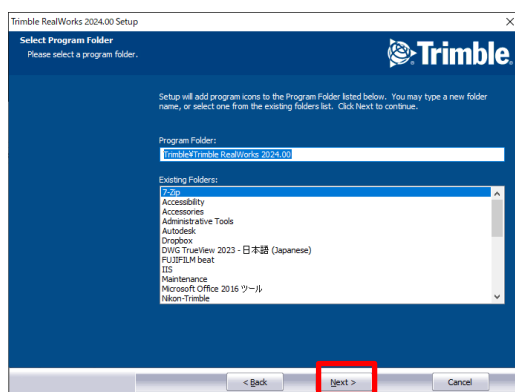 Trimble RealWorks 2024.00 Setup
Select Program Folder
Please select a program folder.
Trimble.
Setup will add program icons to the Program Folder listed below. You may type a new folder
name, or select one from the existing folders list. Click Next to continue.
Program Folder:
Trimble¥Trimble RealWorks 2024.00
Existing Folders:
7-Zip
Accessibility
Accessories
Administrative Tools
Autodesk
Dropbox
DWG TrueView 2023 - 日本語 (Japanese)
FUJIFILM beat
IIS
Maintenance
Microsoft Office 2016 ツール
Nikon-Trimble
< Back
Next >
Cancel